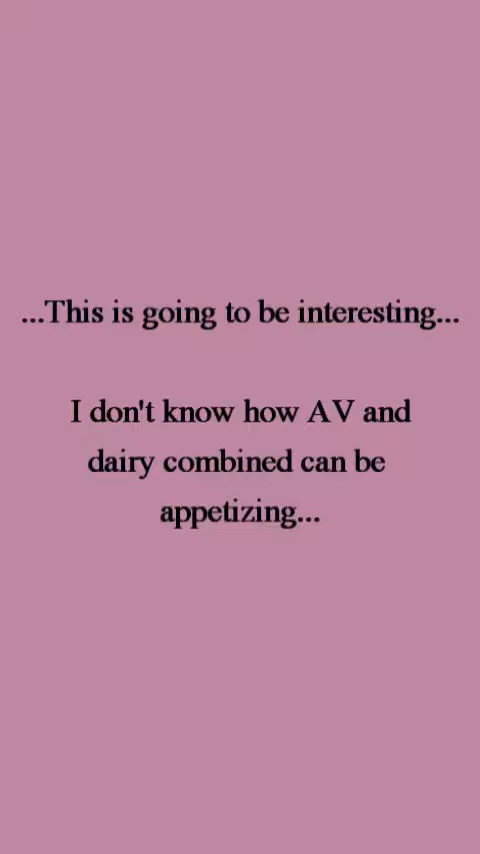 ...This is going to be interesting...
I don't know how AV and
dairy combined can be
appetizing...